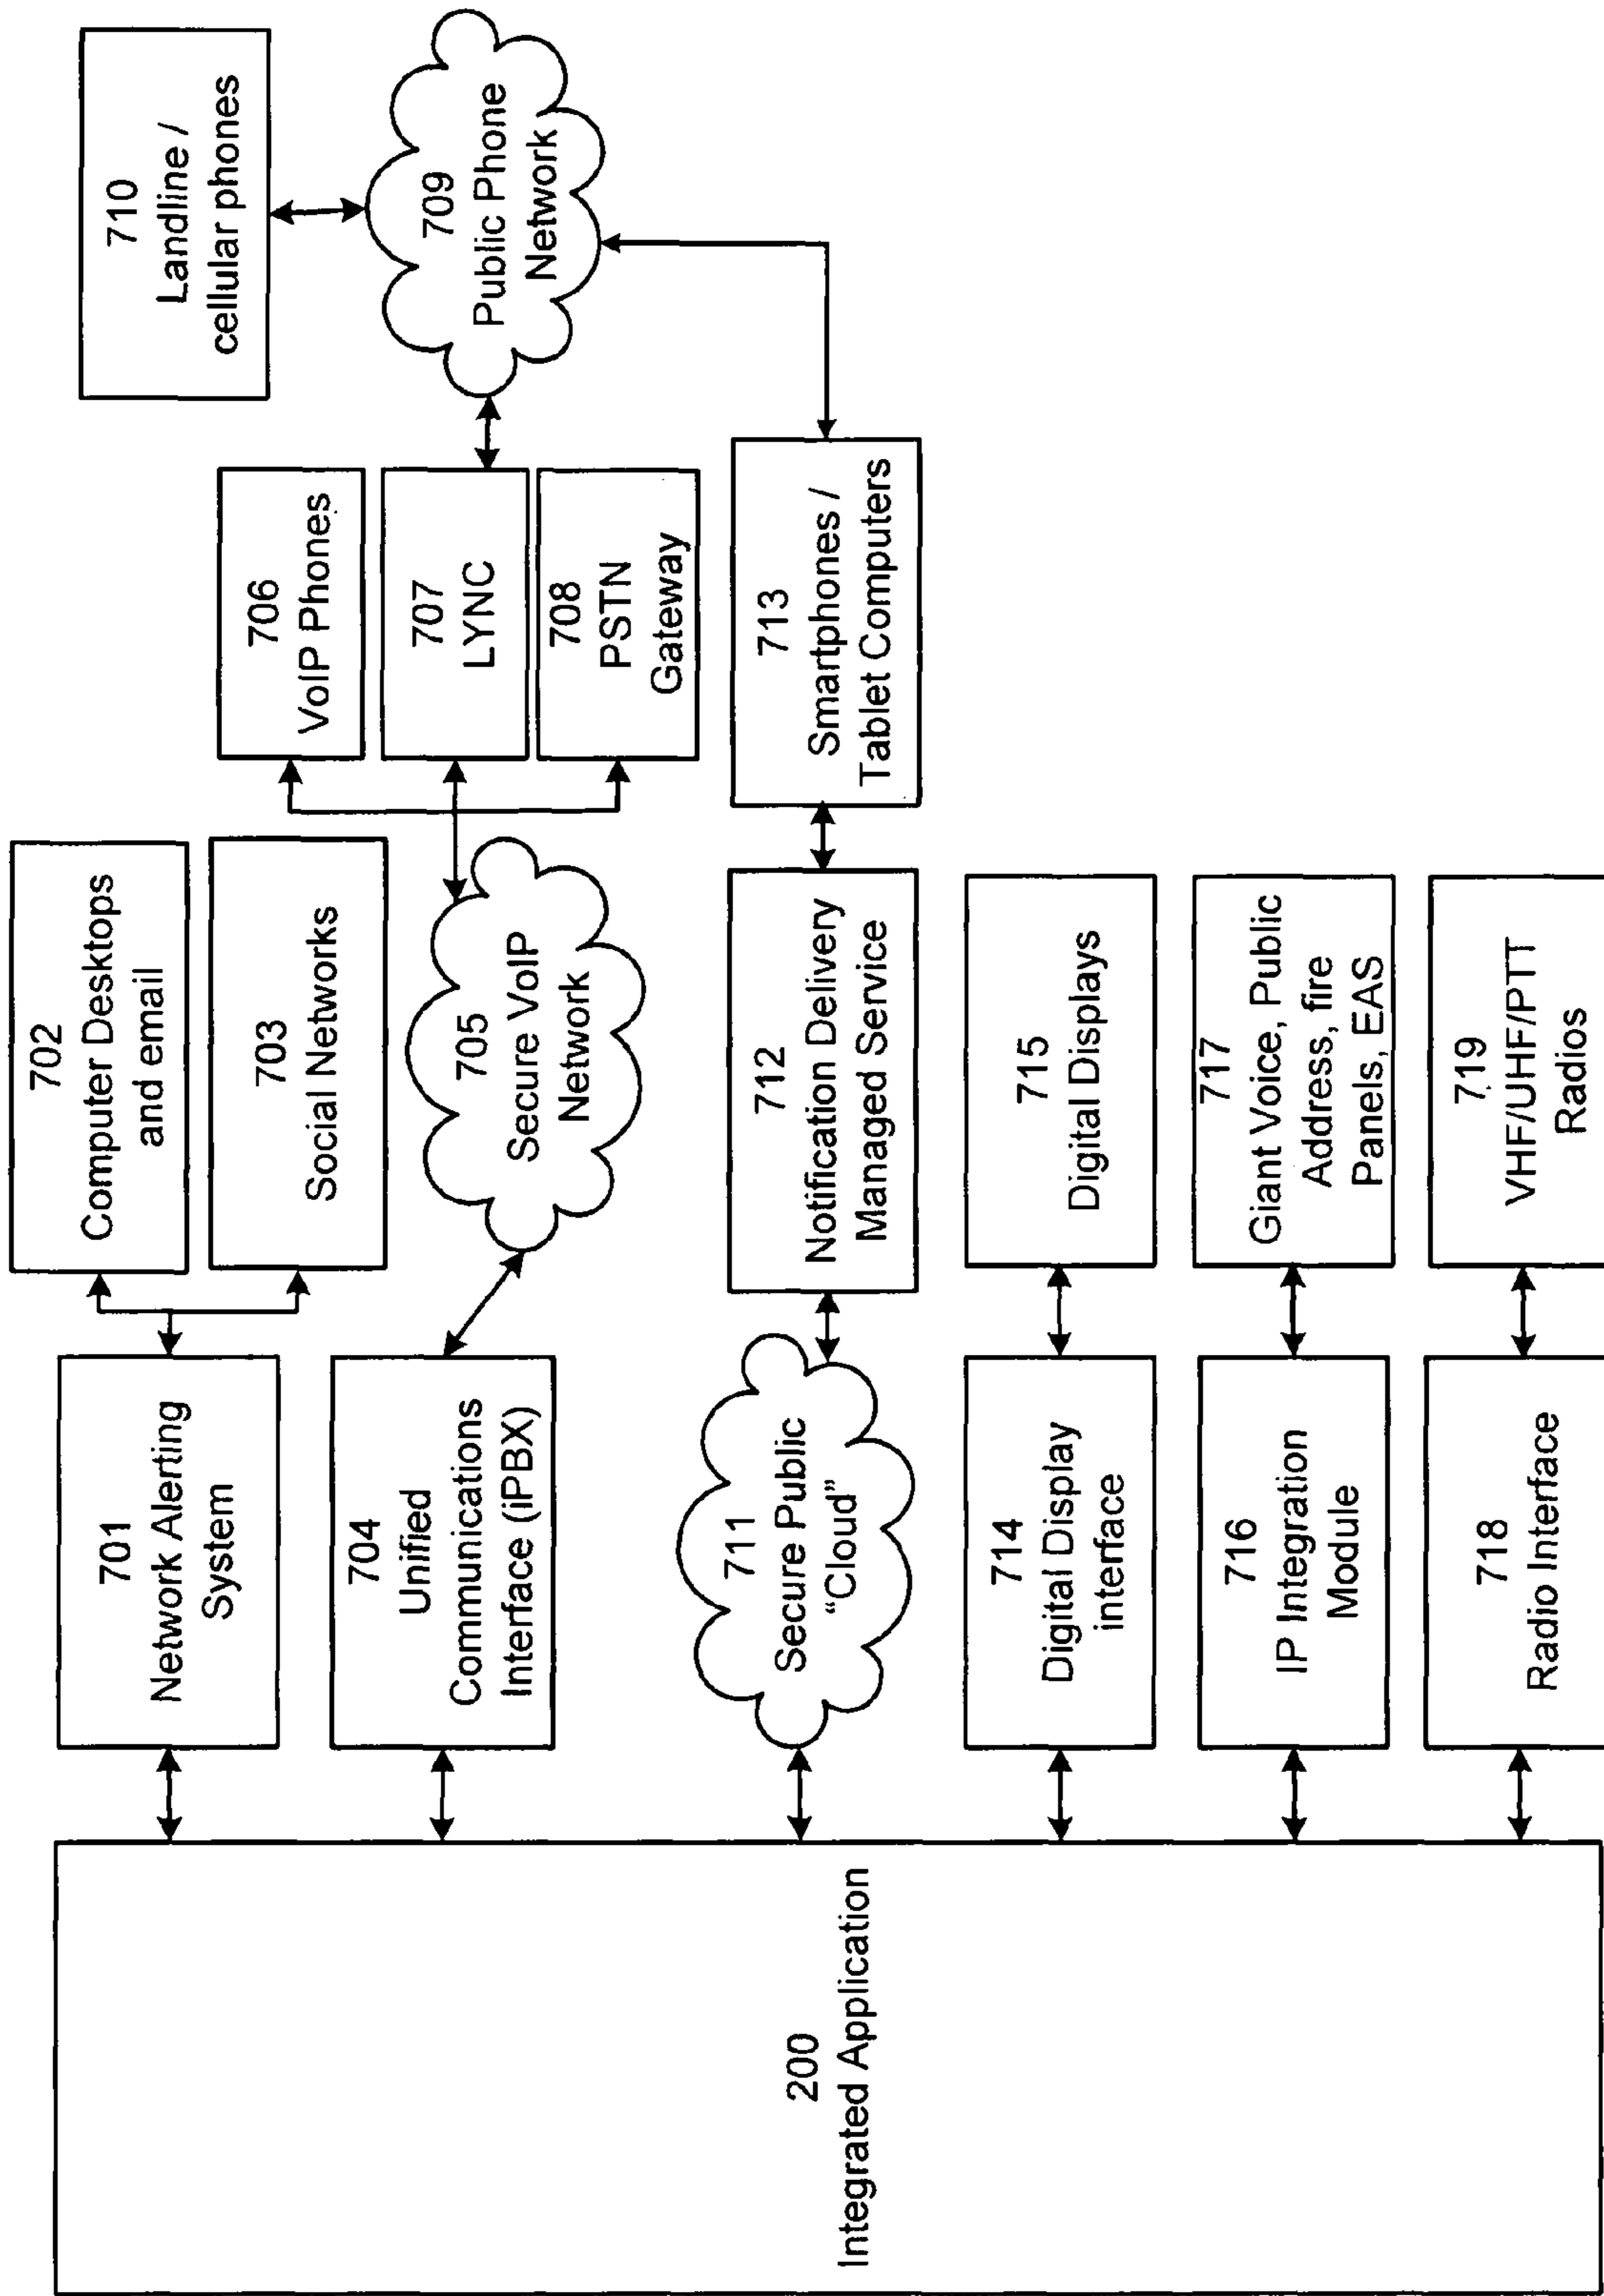 200
Integrated Application
701
Network Alerting
System
702
Computer Desktops
and email
703
Social Networks
704
Unified
Communications
Interface (iPBX)
705
Secure VoIP
Network
706
VoIP Phones
707
LYNC
708
PSTN
Gateway
709
Public Phone
Network
710
Landline /
cellular phones
711
Secure Public
“Cloud”
712
Notification Delivery
Managed Service
713
Smartphones /
Tablet Computers
714
Digital Display
interface
715
Digital Displays
716
IP Integration
Module
717
Giant Voice, Public
Address, fire
Panels, EAS
718
Radio Interface
719
VHF/UHF/PTT
Radios